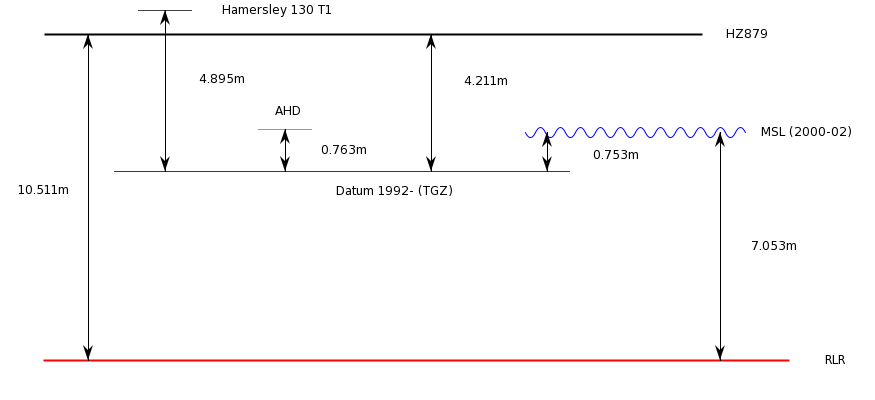 Hamersley 130 T1
HZ879
4.895m
4.211m
AHD
MSL (2000-02)
0.763m
0.753m
10.511m
Datum 1992- (TGZ)
7.053m
RLR